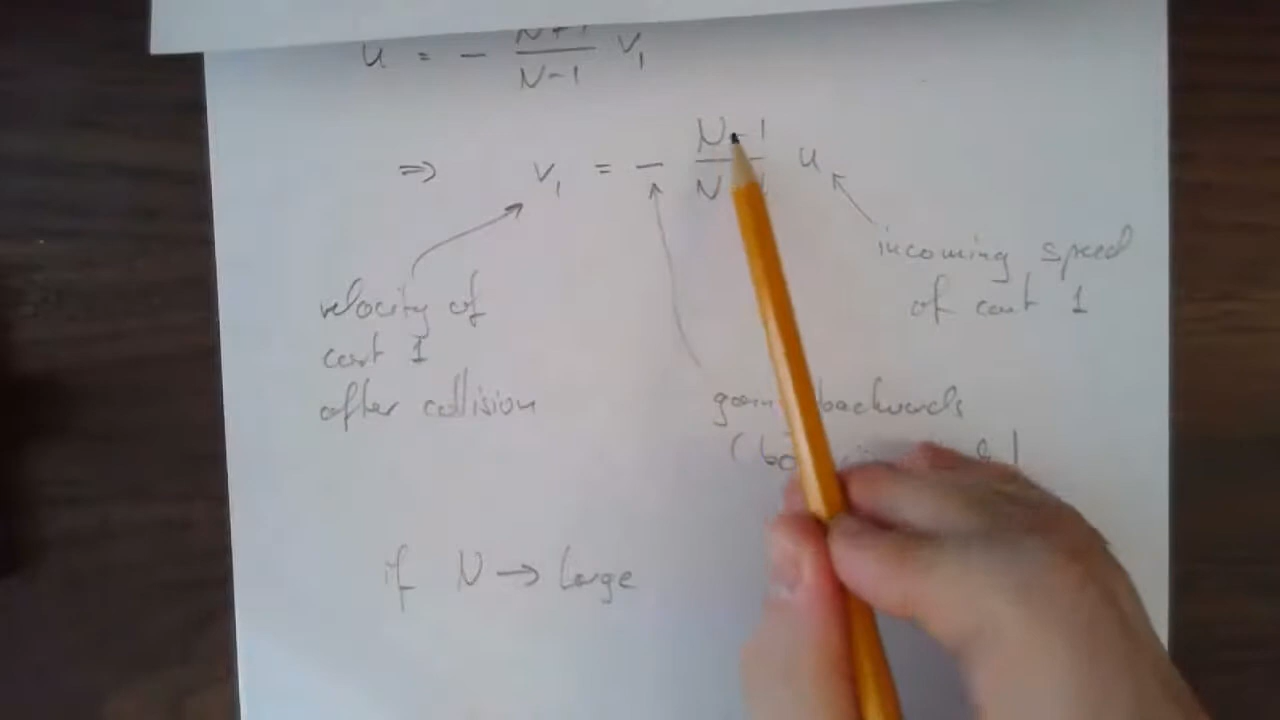 u = - N+1/N-1 v₁
⇒ v₁ = - N-1/N u
incoming speed
of cart 1
velocity of
cart 1
after collision
backwards
if N → large